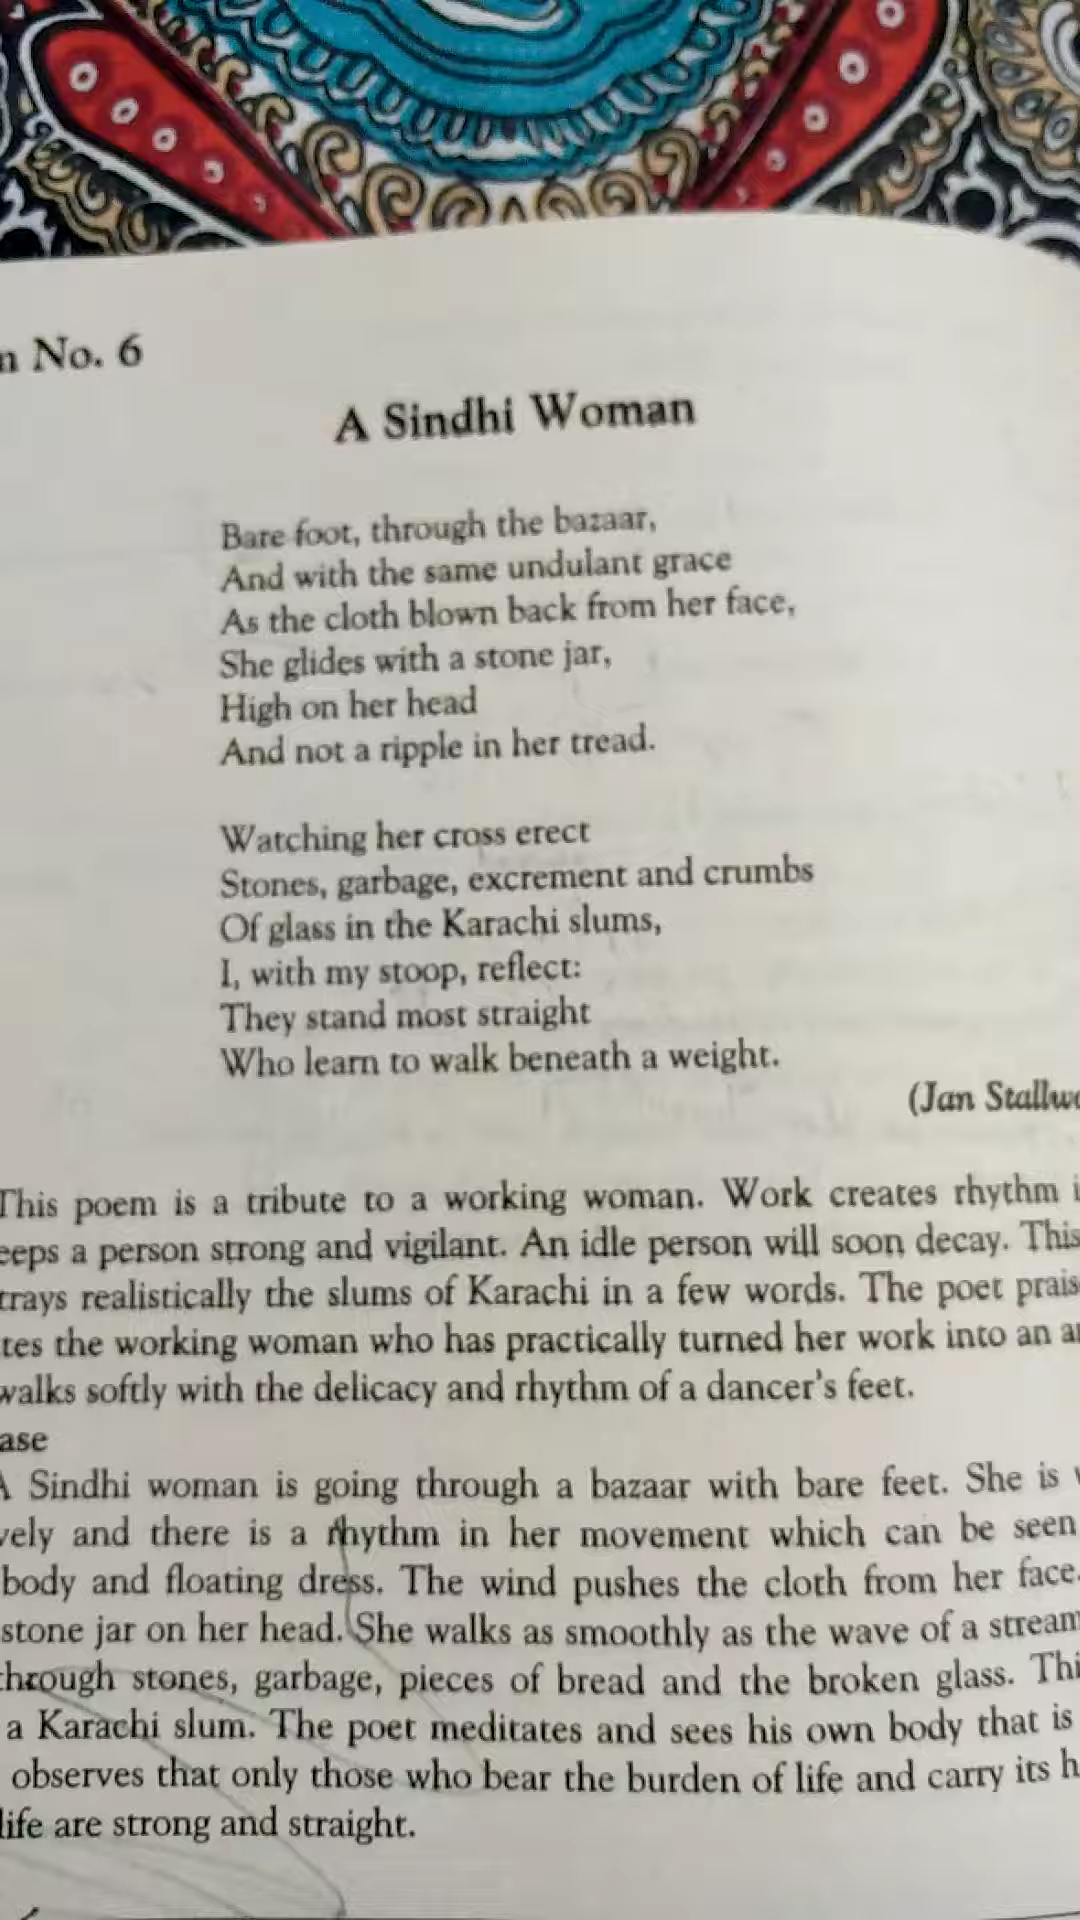 No. 6
A Sindhi Woman
Bare foot, through the bazaar,
And with the same undulant grace
As the cloth blown back from her face,
She glides with a stone jar,
High on her head
And not a ripple in her tread.
Watching her cross erect
Stones, garbage, excrement and crumbs
Of glass in the Karachi slums,
I, with my stoop, reflect:
They stand most straight
Who learn to walk beneath a weight.
(Jan
This poem is a tribute to a working woman. Work creates rhythm
a person strong and vigilant. An idle person will soon decay. This
realistically the slums of Karachi in a few words. The poet
the working woman who has practically turned her work into an
walks softly with the delicacy and rhythm of a dancer's feet.
A Sindhi woman is going through a bazaar with bare feet. She is
and there is a rhythm in her movement which can be seen
body and floating dress. The wind pushes the cloth from her face.
stone jar on her head. She walks as smoothly as the wave of a stream
through stones, garbage, pieces of bread and the broken glass.
a Karachi slum. The poet meditates and sees his own body that is
observes that only those who bear the burden of life and carry its
life are strong and straight.